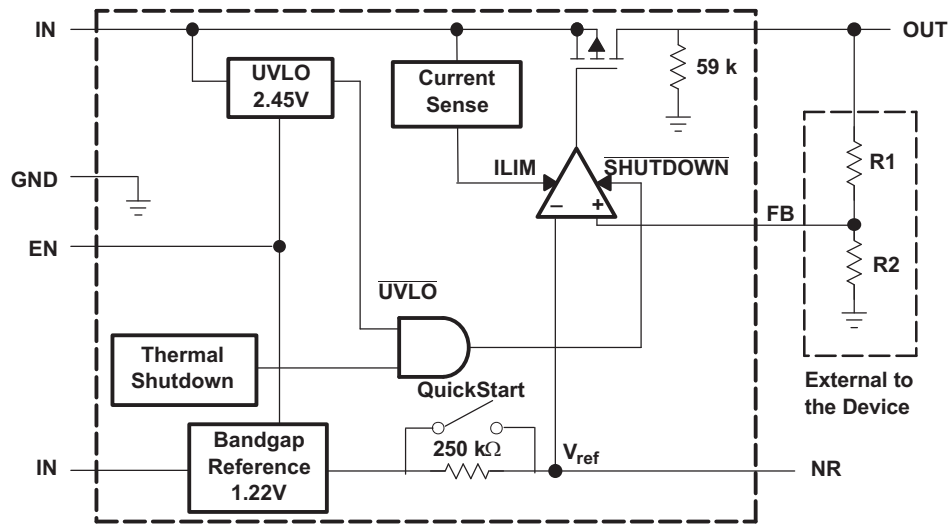 IN
OUT
UVLO
2.45V
Current
Sense
59 k
GND
ILIM
SHUTDOWN
R1
– +
FB
EN
R2
UVLO
Thermal
Shutdown
QuickStart
External to
the Device
Bandgap
Reference
1.22V
250 kΩ
Vref
IN
NR